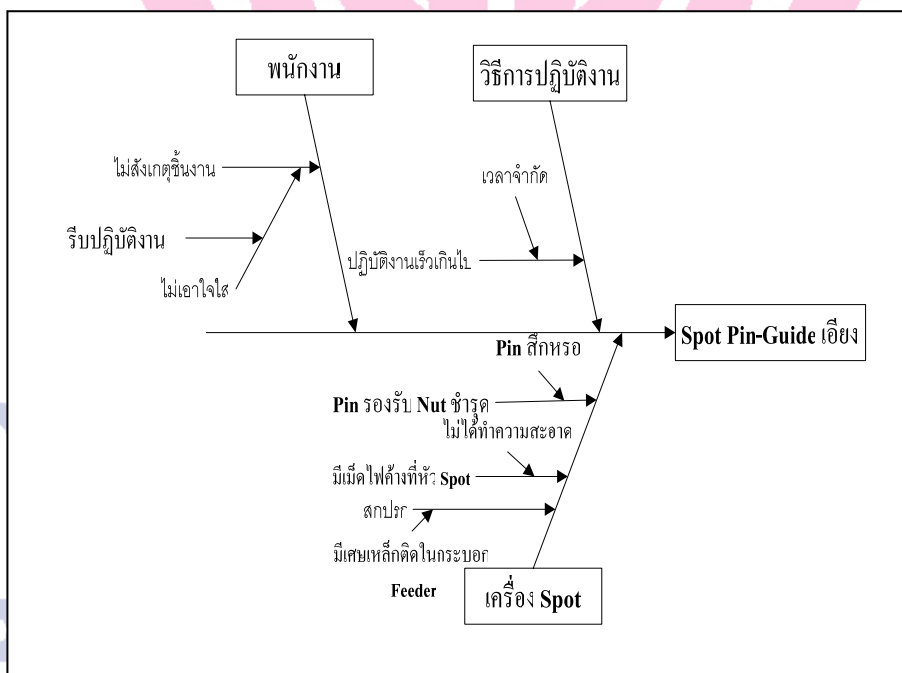 พนักงาน
วิธีการปฏิบัติงาน
ไม่สังเกตุชิ้นงาน
เวลาจำกัด
รีบปฏิบัติงาน
ปฏิบัติงานเร็วเกินไป
ไม่เอาใจใส่
Spot Pin-Guide เอียง
Pin สึกหรอ
Pin รองรับ Nut ชำรุด
ไม่ได้ทำความสะอาด
มีเม็ดไฟค้างที่หัว Spot
สกปรก
มีเศษเหล็กติดในกระบอก
Feeder
เครื่อง Spot